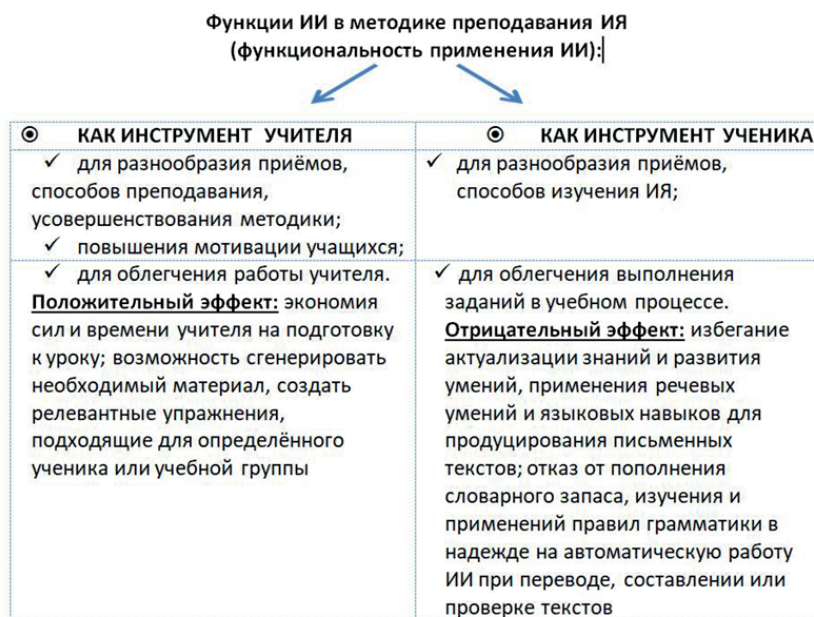 Функции ИИ в методике преподавания ИЯ
(функциональность применения ИИ):
КАК ИНСТРУМЕНТ УЧИТЕЛЯ
✓ для разнообразия приёмов,
способов преподавания,
усовершенствования методики;
✓ повышения мотивации учащихся;
✓ для облегчения работы учителя.
Положительный эффект: экономия
сил и времени учителя на подготовку
к уроку; возможность сгенерировать
необходимый материал, создать
релевантные упражнения,
подходящие для определённого
ученика или учебной группы
КАК ИНСТРУМЕНТ УЧЕНИКА
✓ для разнообразия приёмов,
способов изучения ИЯ;
✓ для облегчения выполнения
заданий в учебном процессе.
Отрицательный эффект: избегание
актуализации знаний и развития
умений, применения речевых
умений и языковых навыков для
продуцирования письменных
текстов; отказ от пополнения
словарного запаса, изучения и
применений правил грамматики в
надежде на автоматическую работу
ИИ при переводе, составлении или
проверке текстов